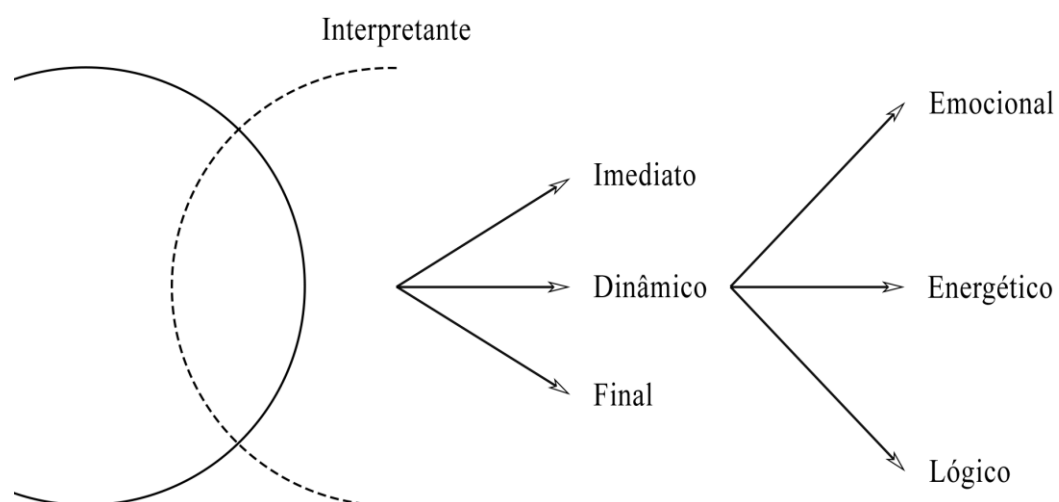 Interpretante
Imediato
Dinâmico
Final
Emocional
Energético
Lógico